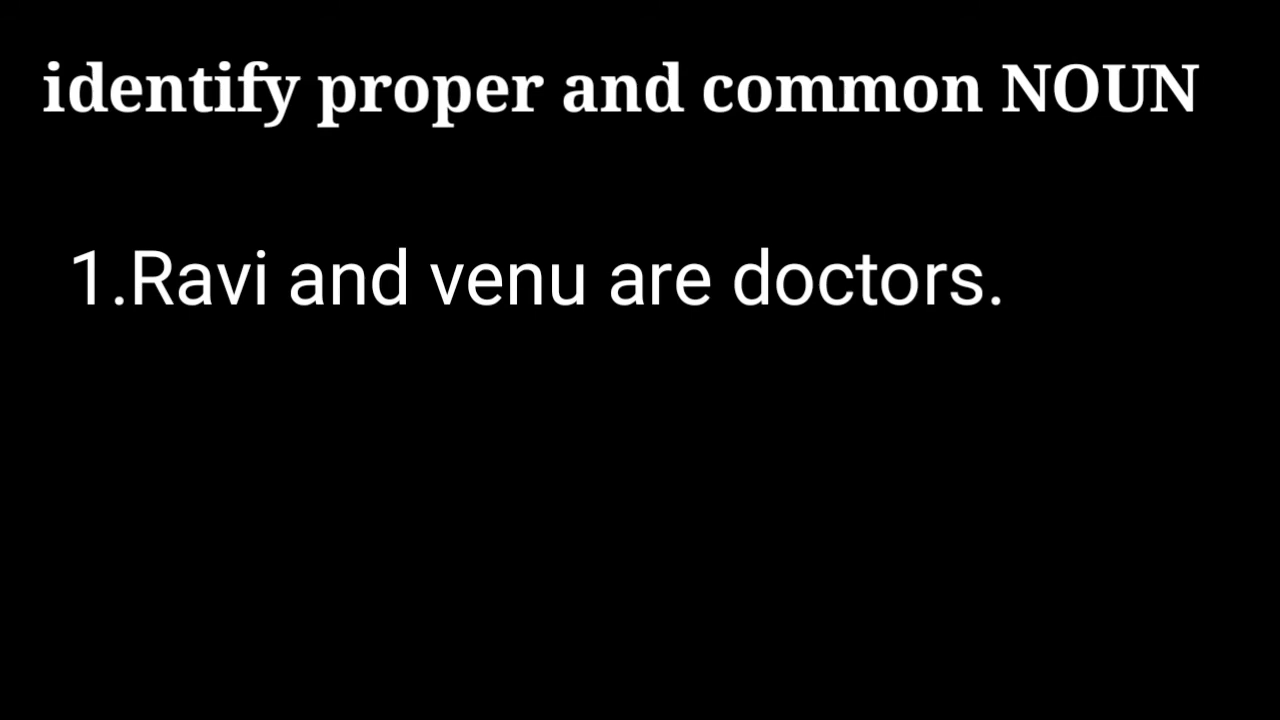 identify proper and common NOUN
1.Ravi and venu are doctors.